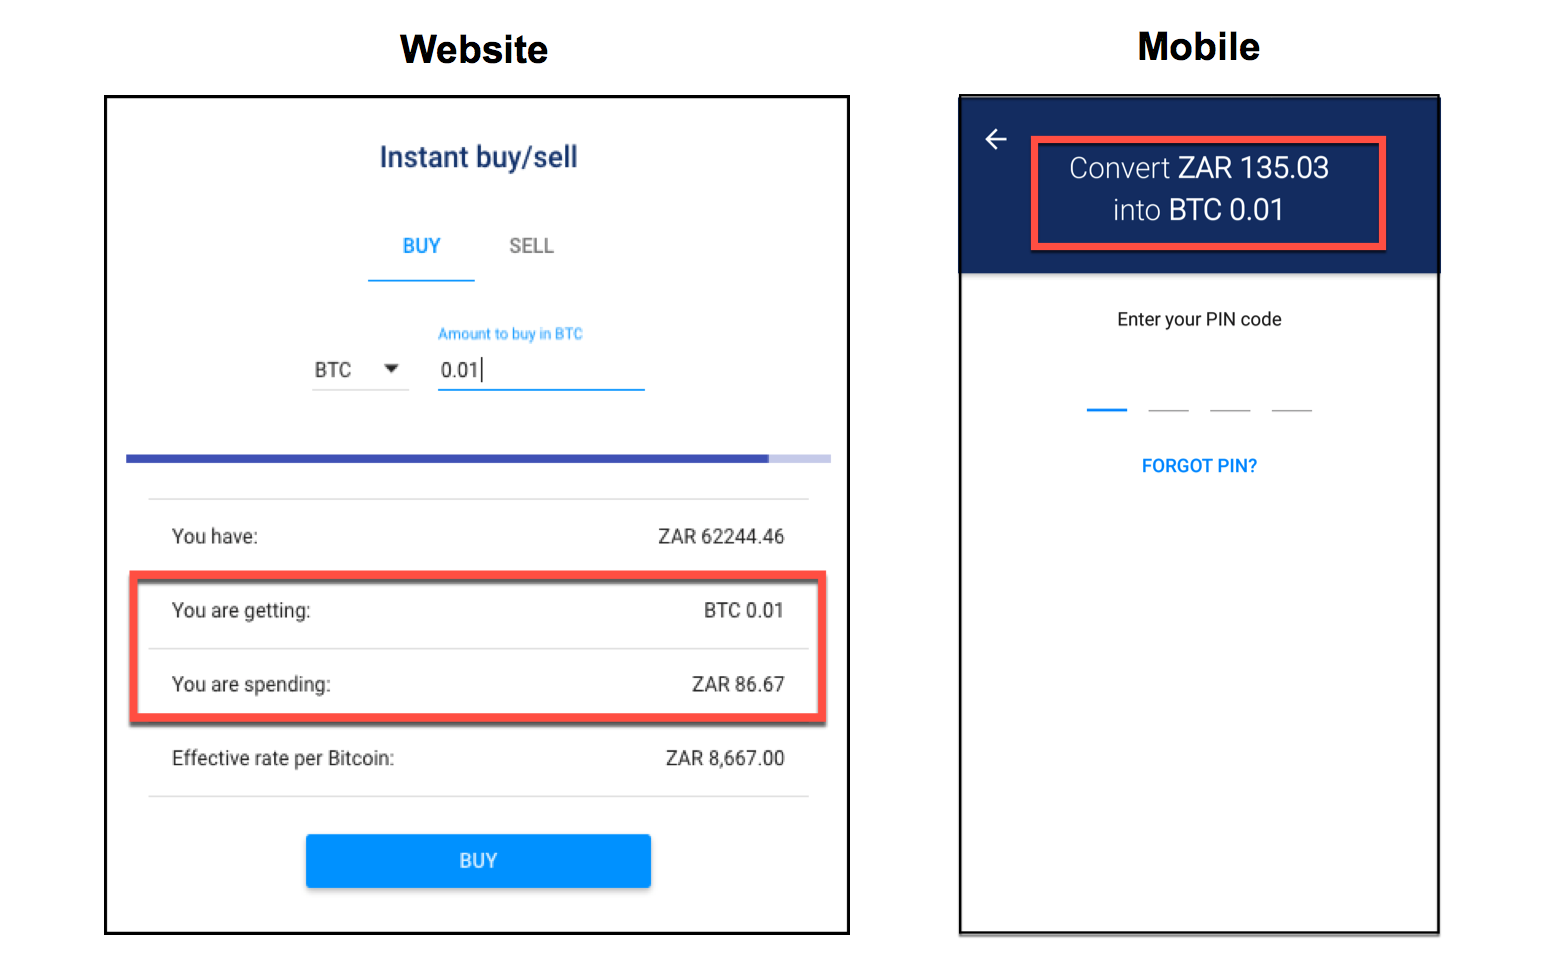 Website
Instant buy/sell
BUY SELL
Amount to buy in BTC
BTC 0.01
You have: ZAR 62244.46
You are getting: BTC 0.01
You are spending: ZAR 86.67
Effective rate per Bitcoin: ZAR 8,667.00
BUY
Mobile
Convert ZAR 135.03
into BTC 0.01
Enter your PIN code
FORGOT PIN?